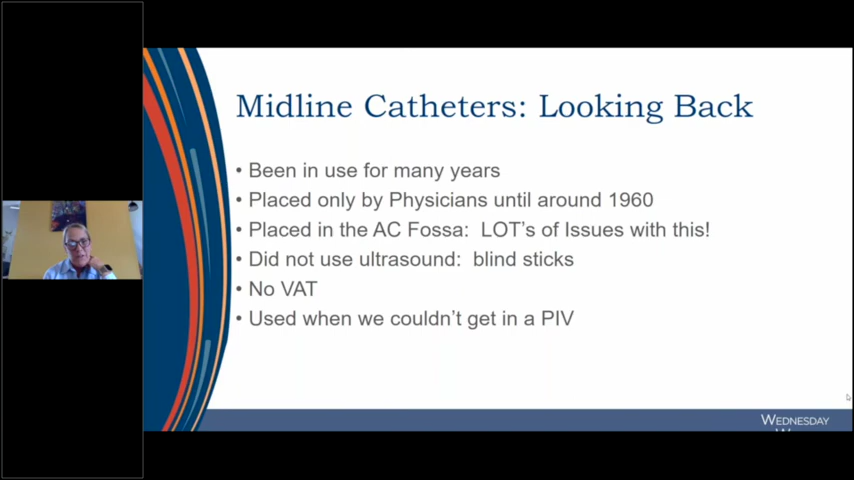 Midline Catheters: Looking Back
• Been in use for many years
• Placed only by Physicians until around 1960
• Placed in the AC Fossa: LOT's of Issues with this!
• Did not use ultrasound: blind sticks
• No VAT
• Used when we couldn't get in a PIV
WEDNESDAY